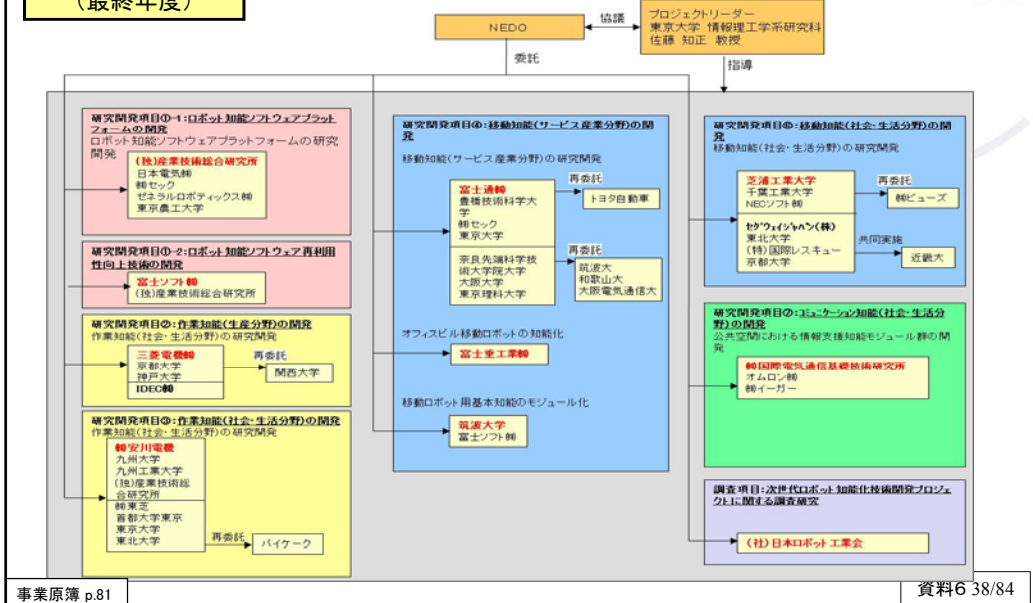 (最終年度)
NEDO
協議
プロジェクトリーダー
東京大学 情報理工学系研究科
佐藤 知正 教授
委託
指導
研究開発項目①-1:ロボット知能ソフトウェアプラット
フォームの開発
ロボット知能ソフトウェアプラットフォームの研究
開発
(独)産業技術総合研究所
日本電気㈱
㈱セック
ゼネラルロボティックス㈱
東京農工大学
研究開発項目①-2:ロボット知能ソフトウェア再利用
性向上技術の開発
富士ソフト㈱
(独)産業技術総合研究所
研究開発項目②:作業知能(生産分野)の開発
作業知能(社会・生活分野)の研究開発
三菱電機㈱
京都大学
神戸大学
IDEC㈱
再委託
関西大学
研究開発項目③:作業知能(社会・生活分野)の開発
作業知能(社会・生活分野)の研究開発
㈱安川電機
九州大学
九州工業大学
(独)産業技術総
合研究所
㈱東芝
首都大学東京
東京大学
東北大学
再委託
バイケーク
研究開発項目④:移動知能(サービス産業分野)の開
発
移動知能(サービス産業分野)の研究開発
富士通㈱
豊橋技術科学大
学
㈱セック
東京大学
再委託
トヨタ自動車
奈良先端科学技
術大学院大学
大阪大学
東京理科大学
再委託
筑波大
和歌山大
大阪電気通信大
オフィスビル移動ロボットの知能化
富士重工業㈱
移動ロボット用基本知能のモジュール化
筑波大学
富士ソフト㈱
移動知能(社会・生活分野)の開
発
移動知能(社会・生活分野)の研究開発
芝浦工業大学
千葉工業大学
NECソフト㈱
再委託
㈱ビューズ
セグウェイジャパン(株)
東北大学
(特)国際レスキュー
京都大学
共同実施
近畿大
研究開発項目⑦:コミュニケーション知能(社会・生活分
野)の開発
公共空間における情報支援知能モジュール群の開
発
㈱国際電気通信基礎技術研究所
オムロン㈱
㈱イーガー
調査項目:次世代ロボット知能化技術開発プロジェ
クトに関する調査研究
(社)日本ロボット工業会
事業原簿 p.81
資料6 38/84